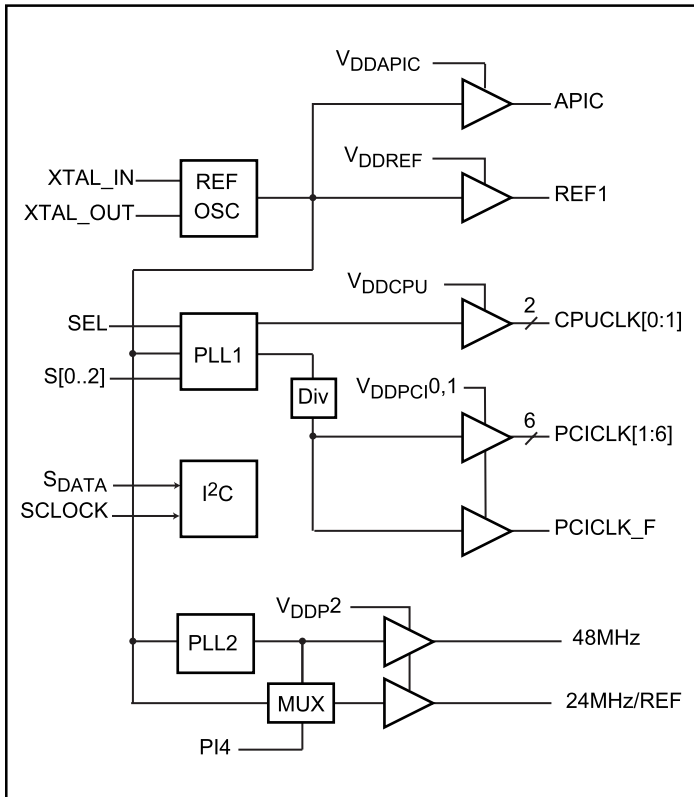 VDDAPIC
APIC
XTAL_IN
XTAL_OUT
REF
OSC
VDDREF
REF1
SEL
S[0..2]
PLL1
VDDCPU
2
CPUCLK[0:1]
Div
VDDPCI0,1
6
PCICLK[1:6]
SDATA
SCLOCK
I2C
PCICLK_F
VDDP2
PLL2
48MHz
MUX
24MHz/REF
PI4